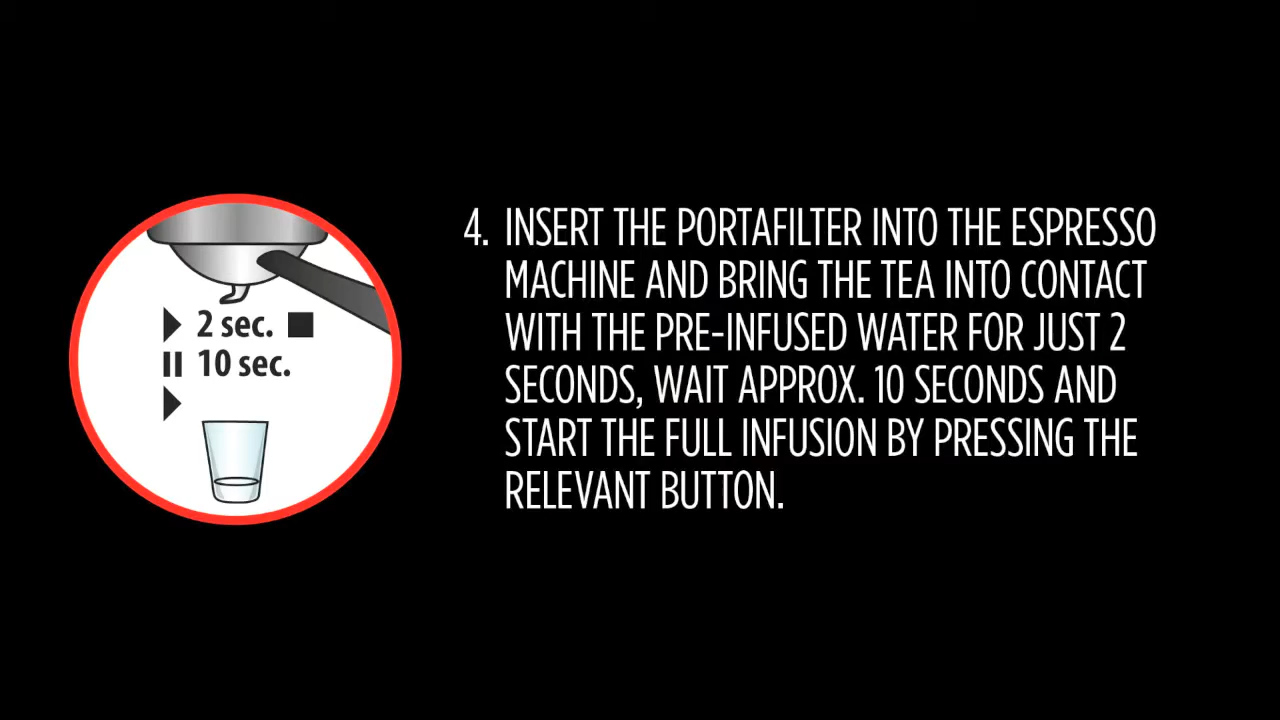 2 sec.
10 sec.
4. INSERT THE PORTAFILTER INTO THE ESPRESSO
MACHINE AND BRING THE TEA INTO CONTACT
WITH THE PRE-INFUSED WATER FOR JUST 2
SECONDS, WAIT APPROX. 10 SECONDS AND
START THE FULL INFUSION BY PRESSING THE
RELEVANT BUTTON.